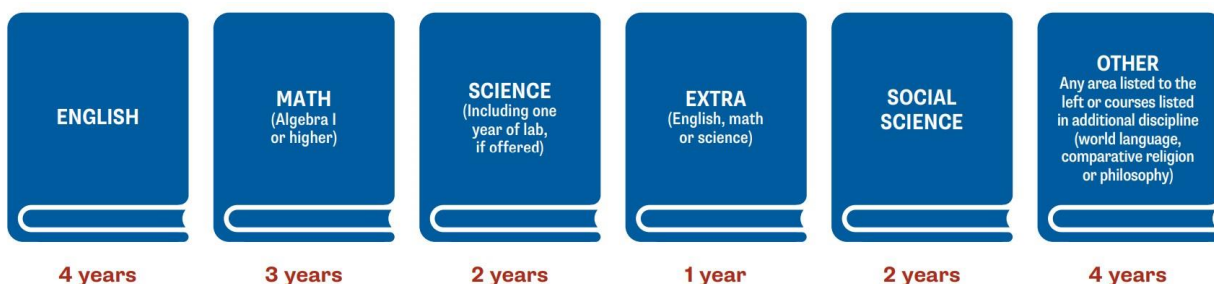 ENGLISH
4 years
MATH
(Algebra I
or higher)
3 years
SCIENCE
(Including one
year of lab,
if offered)
2 years
EXTRA
(English, math
or science)
1 year
SOCIAL
SCIENCE
2 years
OTHER
Any area listed to the
left or courses listed
in additional discipline
(world language,
comparative religion
or philosophy)
4 years